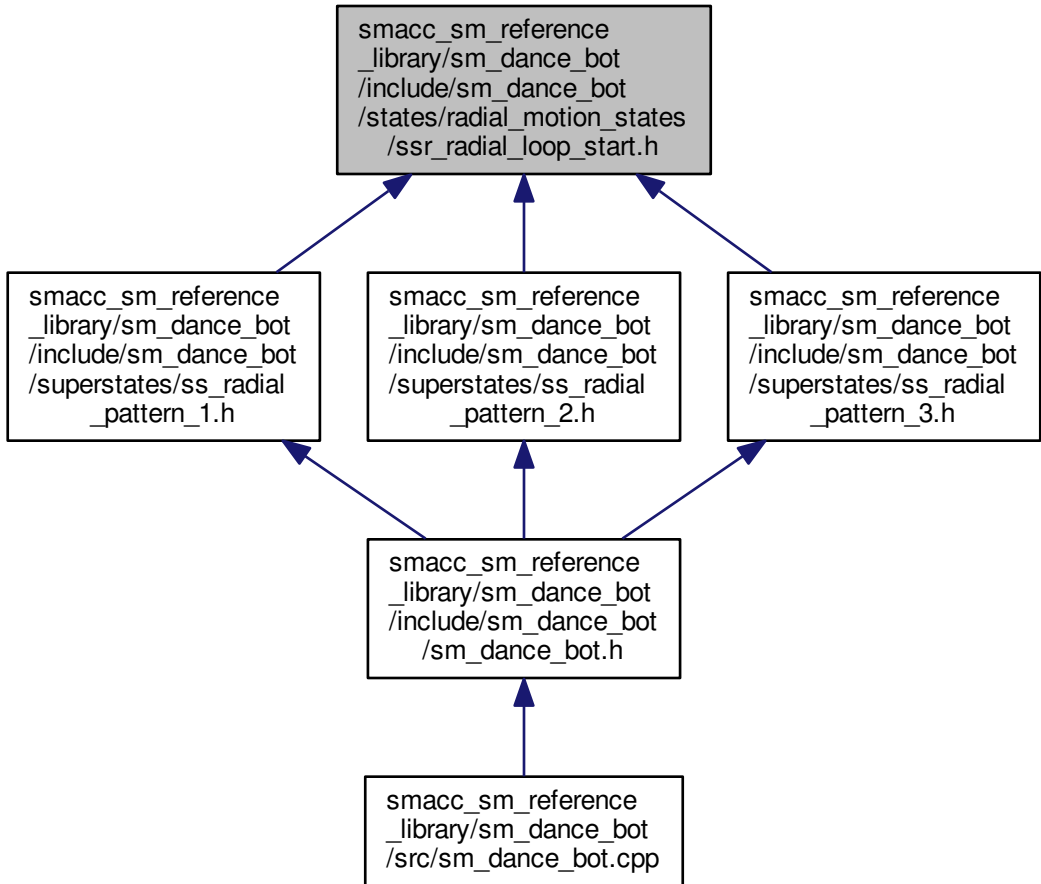 smacc_sm_reference
_library/sm_dance_bot
/include/sm_dance_bot
/states/radial_motion_states
/ssr_radial_loop_start.h
smacc_sm_reference
_library/sm_dance_bot
/include/sm_dance_bot
/superstates/ss_radial
_pattern_1.h
smacc_sm_reference
_library/sm_dance_bot
/include/sm_dance_bot
/superstates/ss_radial
_pattern_2.h
smacc_sm_reference
_library/sm_dance_bot
/include/sm_dance_bot
/superstates/ss_radial
_pattern_3.h
smacc_sm_reference
_library/sm_dance_bot
/include/sm_dance_bot
/sm_dance_bot.h
smacc_sm_reference
_library/sm_dance_bot
/src/sm_dance_bot.cpp